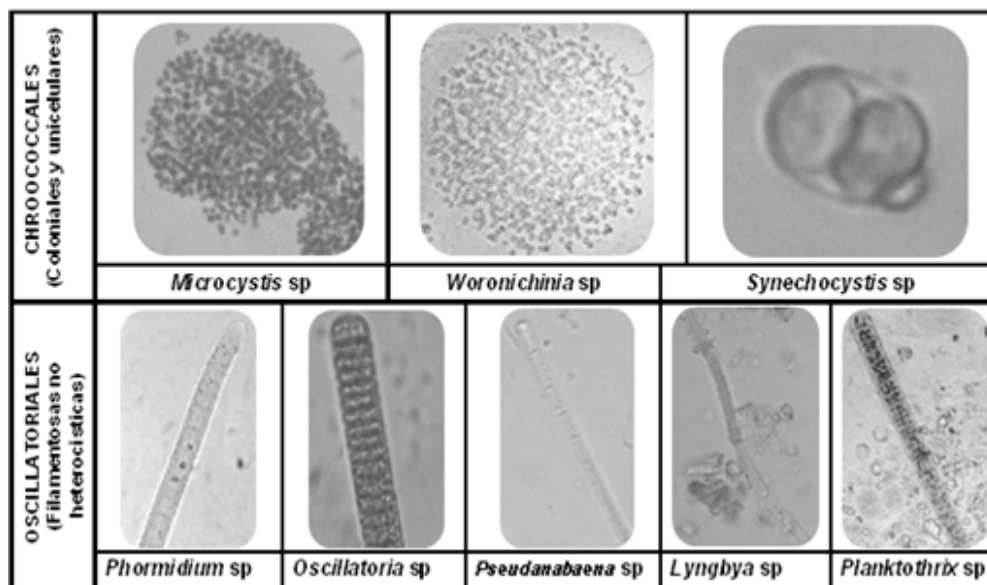 CHROOCOCCALES
(Coloniales y unicelulares)
Microcystis sp
Woronichinia sp
Synechocystis sp
OSCILLATORIALES
(Filamentosas no
heterocísticas)
Phormidium sp
Oscillatoria sp
Pseudanabaena sp
Lyngbya sp
Planktothrix sp